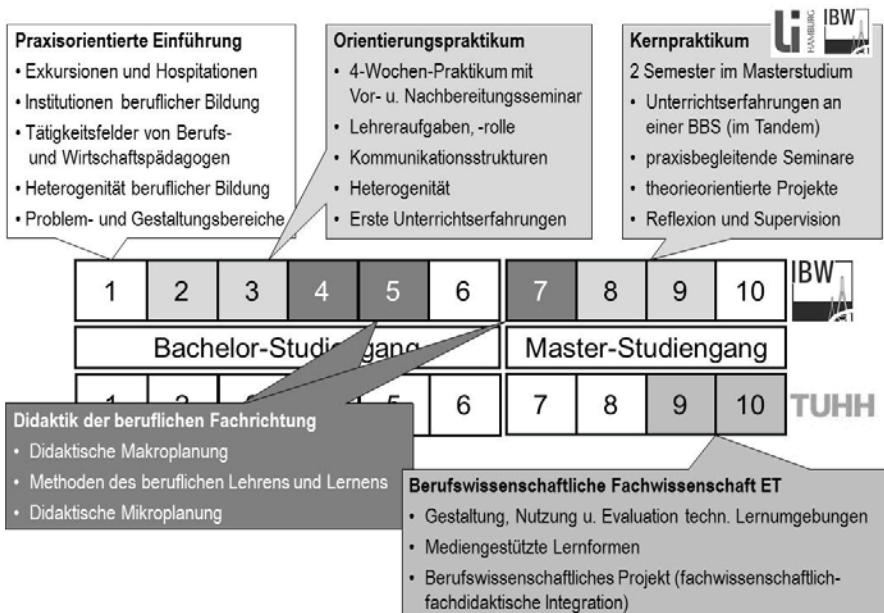 Praxisorientierte Einführung
• Exkursionen und Hospitationen
• Institutionen beruflicher Bildung
• Tätigkeitsfelder von Berufs-
und Wirtschaftspädagogen
• Heterogenität beruflicher Bildung
• Problem- und Gestaltungsbereiche
Orientierungspraktikum
• 4-Wochen-Praktikum mit
Vor- u. Nachbereitungsseminar
• Lehreraufgaben, -rolle
• Kommunikationsstrukturen
• Heterogenität
• Erste Unterrichtserfahrungen
Kernpraktikum
Li HAMBURG IBW
2 Semester im Masterstudium
• Unterrichtserfahrungen an
einer BBS (im Tandem)
• praxisbegleitende Seminare
• theorieorientierte Projekte
• Reflexion und Supervision
1 2 3 4 5 6 7 8 9 10 IBW
Bachelor-Studiengang Master-Studiengang
6 7 8 9 10 TUHH
Didaktik der beruflichen Fachrichtung
• Didaktische Makroplanung
• Methoden des beruflichen Lehrens und Lernens
• Didaktische Mikroplanung
Berufswissenschaftliche Fachwissenschaft ET
• Gestaltung, Nutzung u. Evaluation techn. Lernumgebungen
• Mediengestützte Lernformen
• Berufswissenschaftliches Projekt (fachwissenschaftlich-
fachdidaktische Integration)